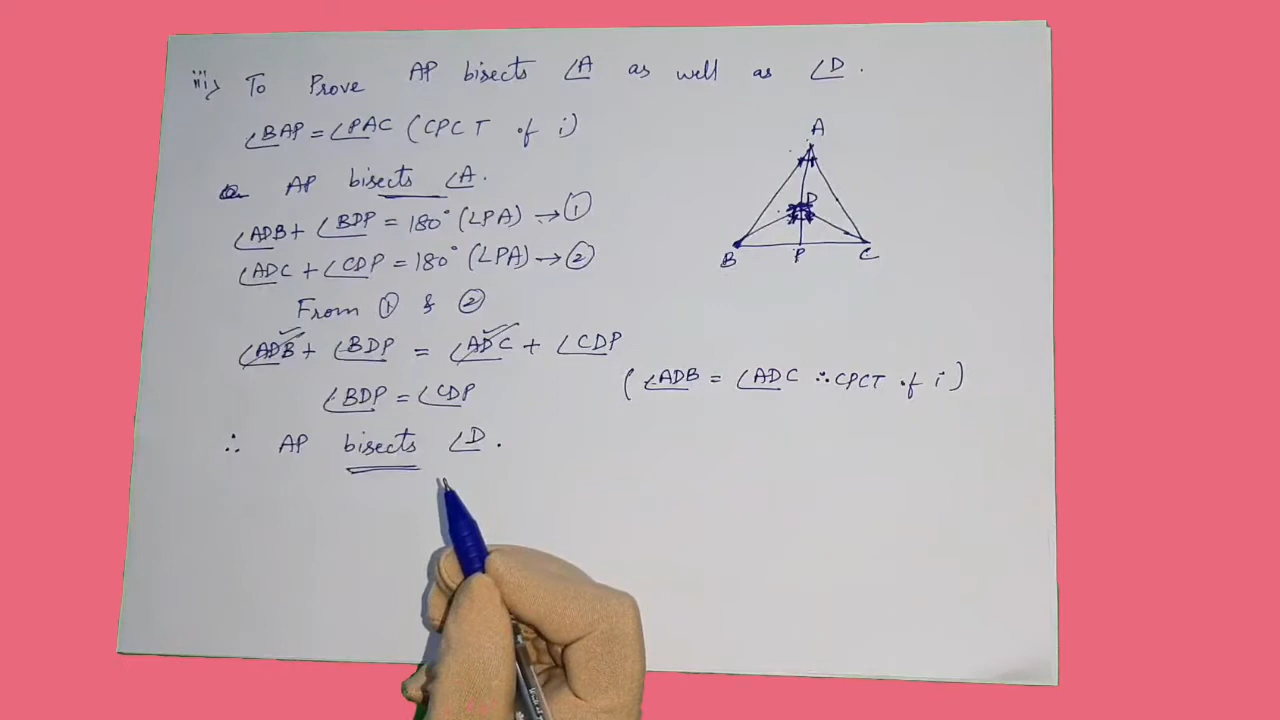 iii) To Prove AP bisects ∠A as well as ∠D.
∠BAP = ∠PAC (CPCT of i)
AP bisects ∠A.
∠ADB + ∠BDP = 180° (LPA) → ①
∠ADC + ∠CDP = 180° (LPA) → ②
From ① & ②
∠ADB + ∠BDP = ∠ADC + ∠CDP
(∠ADB = ∠ADC ∴ CPCT of i)
∠BDP = ∠CDP
∴ AP bisects ∠D.
A
D
B P C